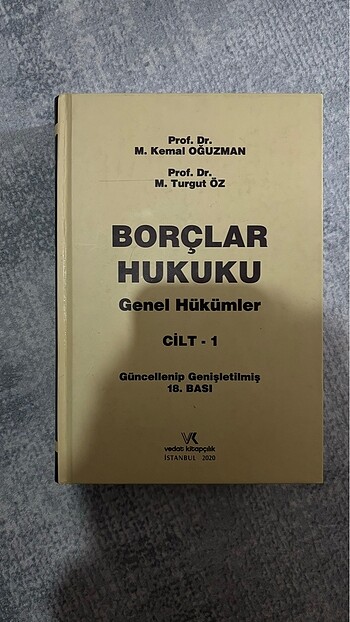 Prof. Dr.
M. Kemal OĞUZMAN
Prof. Dr.
M. Turgut ÖZ
BORÇLAR
HUKUKU
Genel Hükümler
CİLT - 1
Güncellenip Genişletilmiş
18. BASI
VK
vedat kitapçılık
İSTANBUL 2020